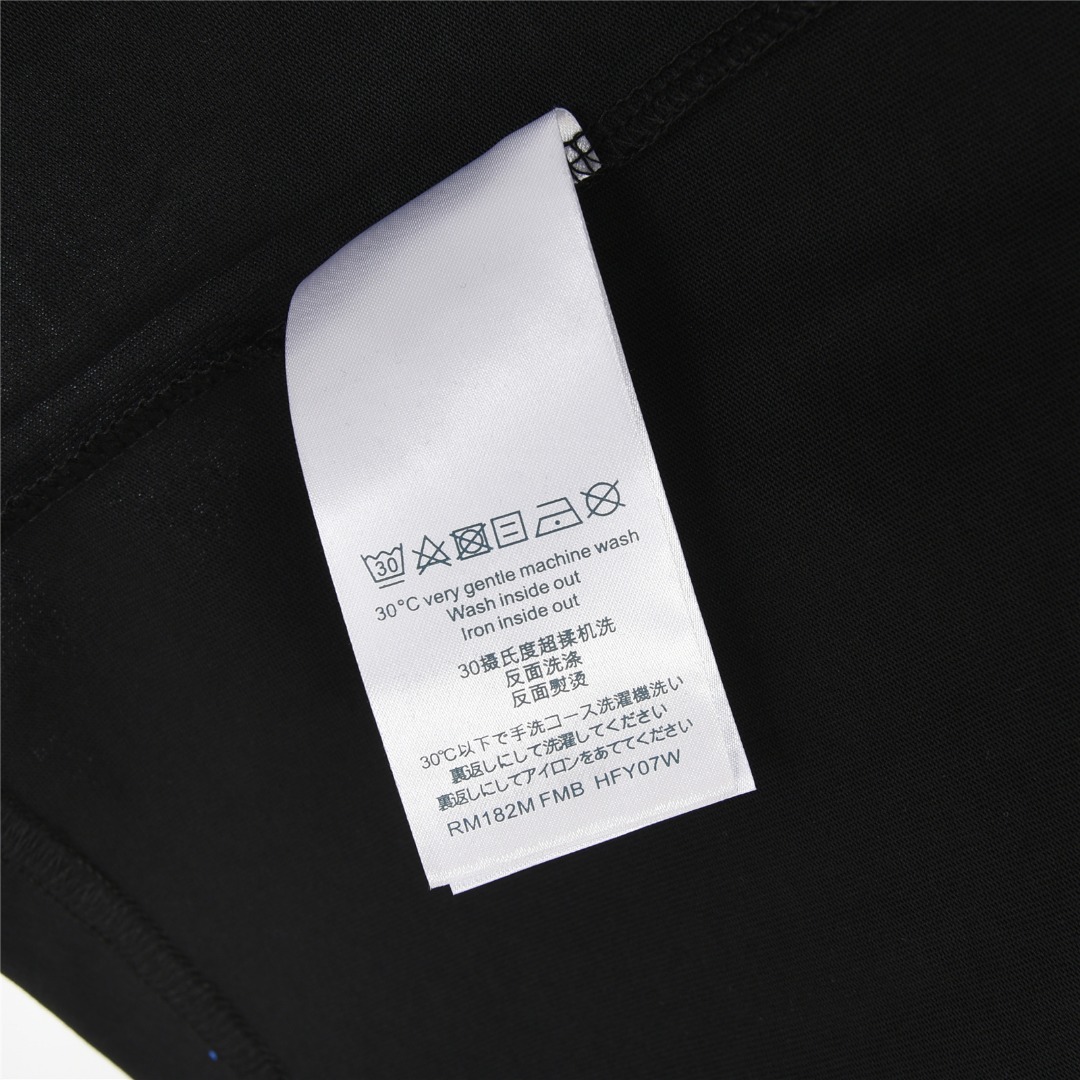 30
30°C very gentle machine wash
Wash inside out
Iron inside out
30摄氏度超揉机洗
反面洗涤
反面熨烫
30℃以下で手洗コース洗濯機洗い
裏返しにして洗濯してください
裏返しにしてアイロンをあててください
RM182M FMB HFY07W